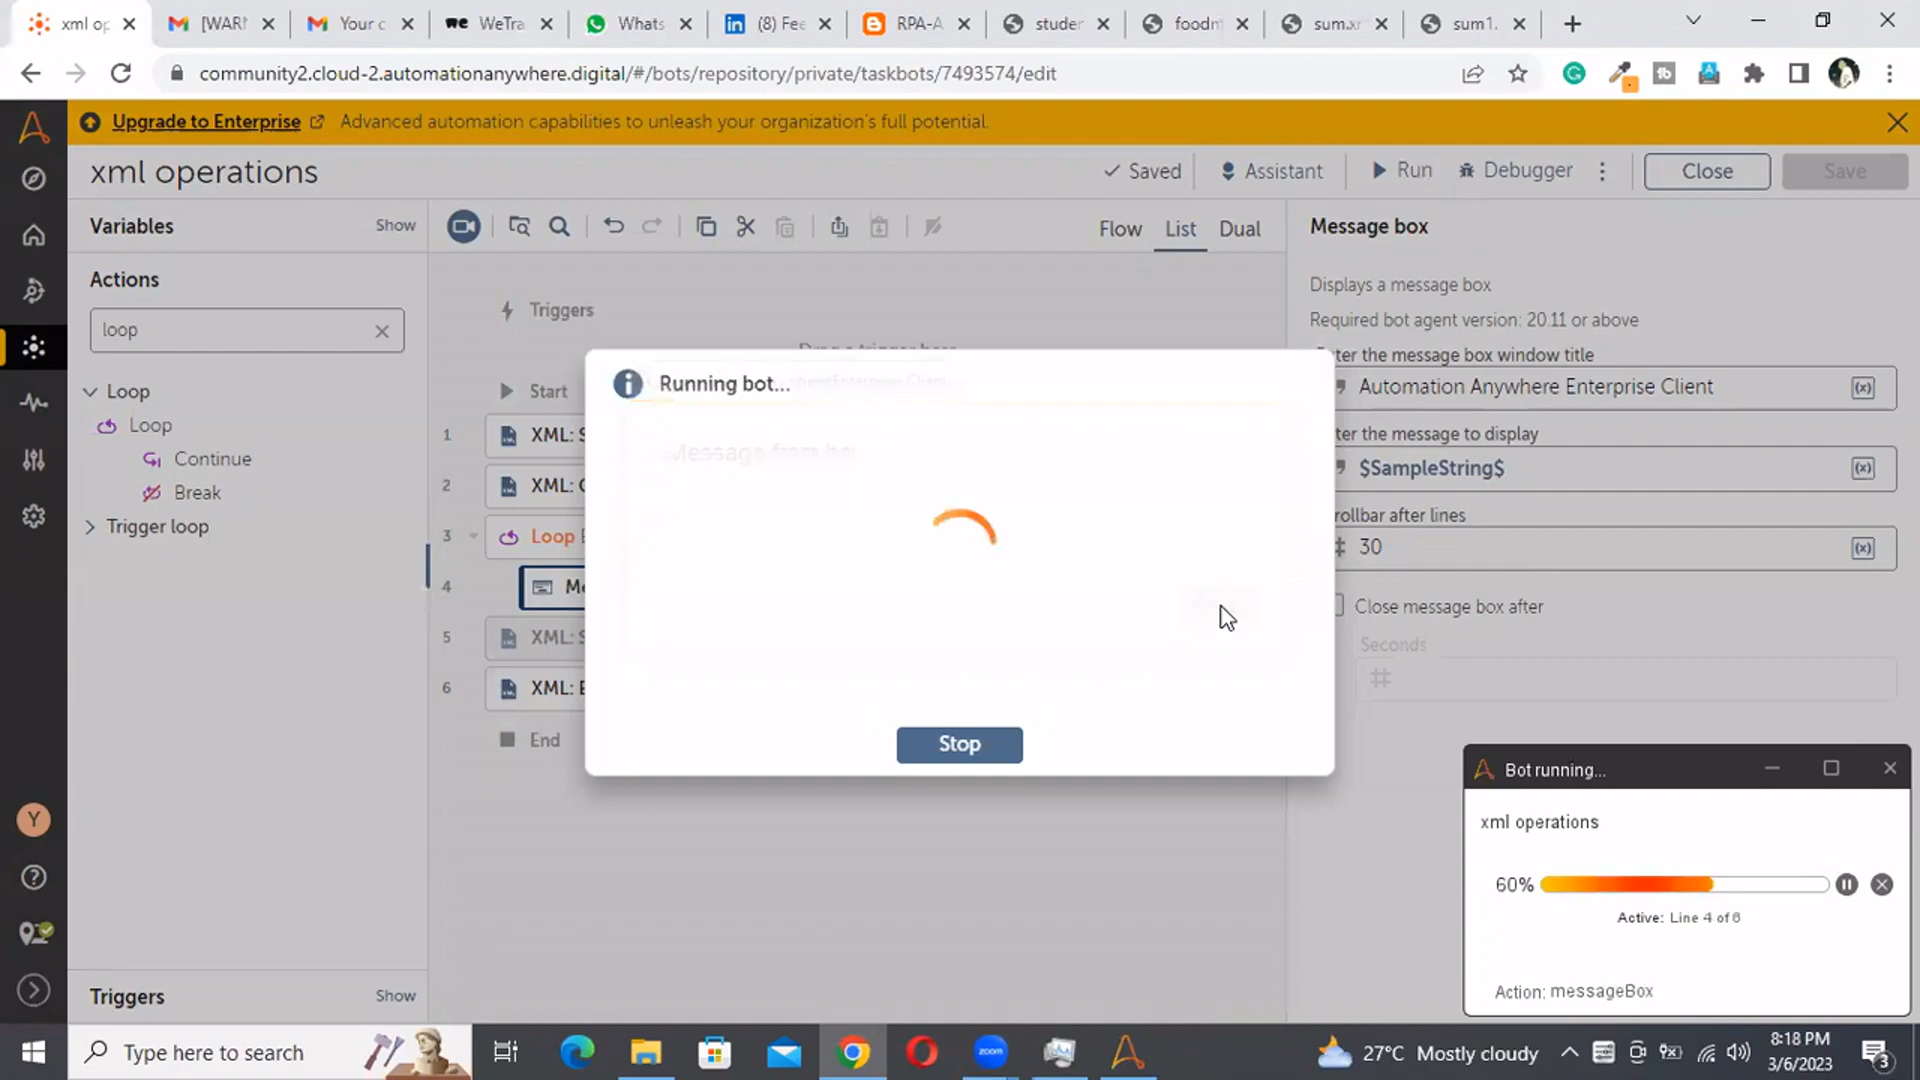 xml op
[WARN
Your c
WeTra
Whats
(8) Fee
RPA-A
studer
foodm
sum.xr
sum1.
community2.cloud-2.automationanywhere.digital/#/bots/repository/private/taskbots/7493574/edit
Upgrade to Enterprise Advanced automation capabilities to unleash your organization's full potential.
xml operations
Saved
Assistant
Run
Debugger
Close
Save
Variables
Show
Flow
List
Dual
Message box
Actions
loop
Loop
Loop
Continue
Break
Trigger loop
Triggers
Show
Triggers
Start
1 XML: S
2 XML: C
3 Loop
4 Me
5 XML: S
6 XML: E
End
Running bot...
Stop
Displays a message box
Required bot agent version: 20.11 or above
nter the message box window title
Automation Anywhere Enterprise Client
(x)
ter the message to display
$SampleString$
(x)
rollbar after lines
30
(x)
Close message box after
Seconds
Bot running...
xml operations
60%
Active: Line 4 of 6
Action: messageBox
Y
Type here to search
zoom
27°C Mostly cloudy
8:18 PM
3/6/2023
3